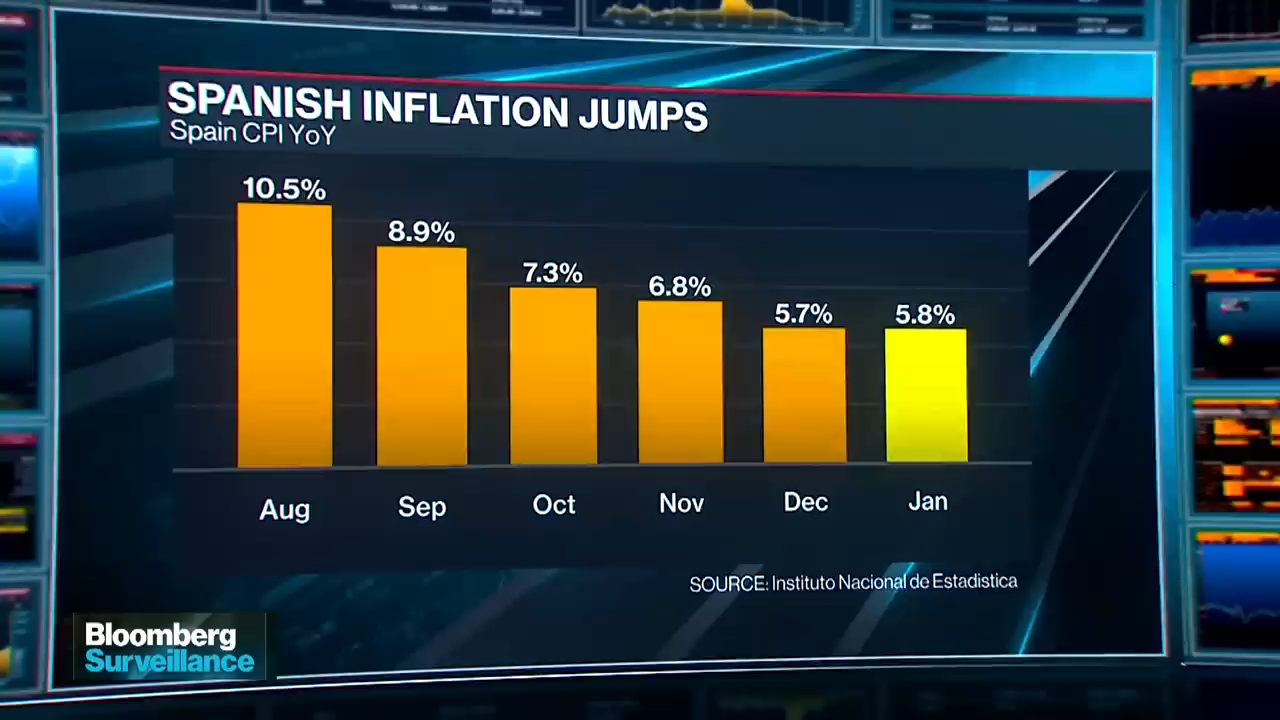 SPANISH INFLATION JUMPS
Spain CPI YoY
10.5%
8.9%
7.3%
6.8%
5.7%
5.8%
Aug
Sep
Oct
Nov
Dec
Jan
SOURCE: Instituto Nacional de Estadistica
Bloomberg
Surveillance